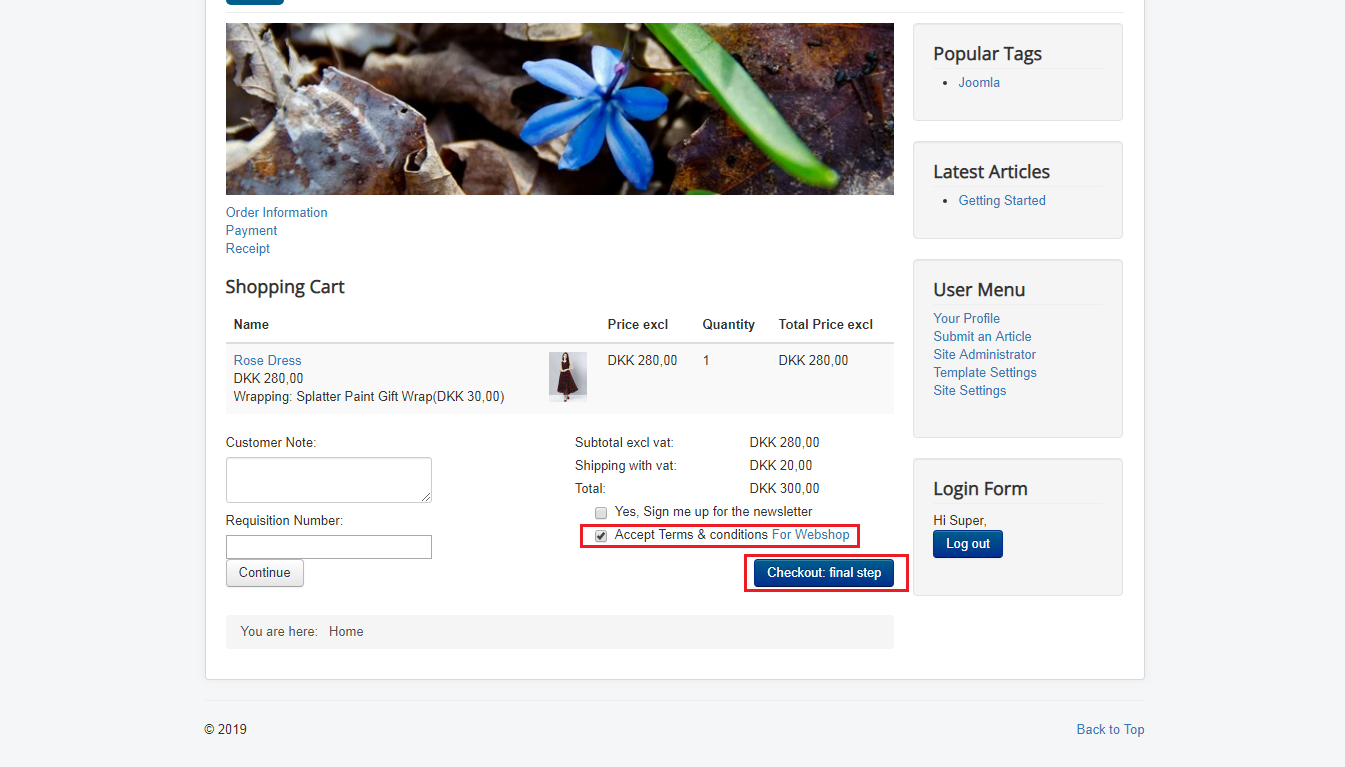 Order Information
Payment
Receipt
Shopping Cart
Name Price excl Quantity Total Price excl
Rose Dress DKK 280,00 1 DKK 280,00
DKK 280,00
Wrapping: Splatter Paint Gift Wrap(DKK 30,00)
Customer Note:
Requisition Number:
Continue
Subtotal excl vat: DKK 280,00
Shipping with vat: DKK 20,00
Total: DKK 300,00
Yes, Sign me up for the newsletter
Accept Terms & conditions For Webshop
Checkout: final step
You are here: Home
Popular Tags
Joomla
Latest Articles
Getting Started
User Menu
Your Profile
Submit an Article
Site Administrator
Template Settings
Site Settings
Login Form
Hi Super,
Log out
© 2019
Back to Top